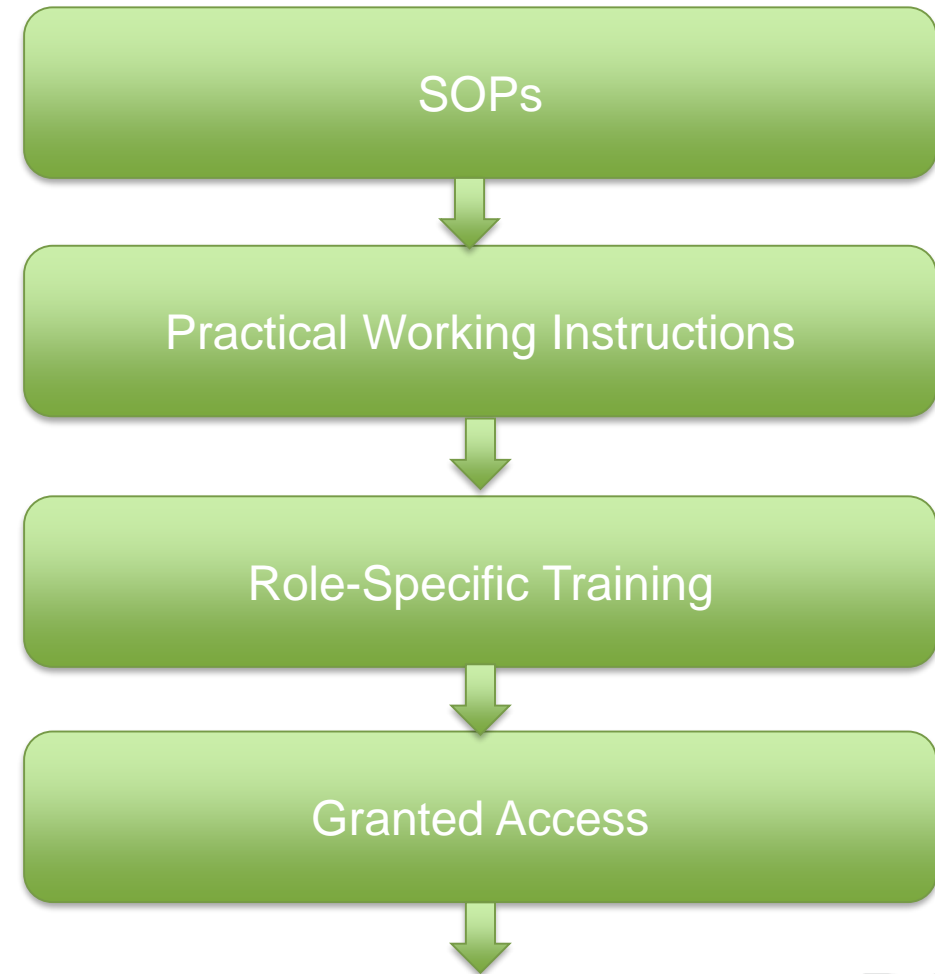 SOPs
Practical Working Instructions
Role-Specific Training
Granted Access